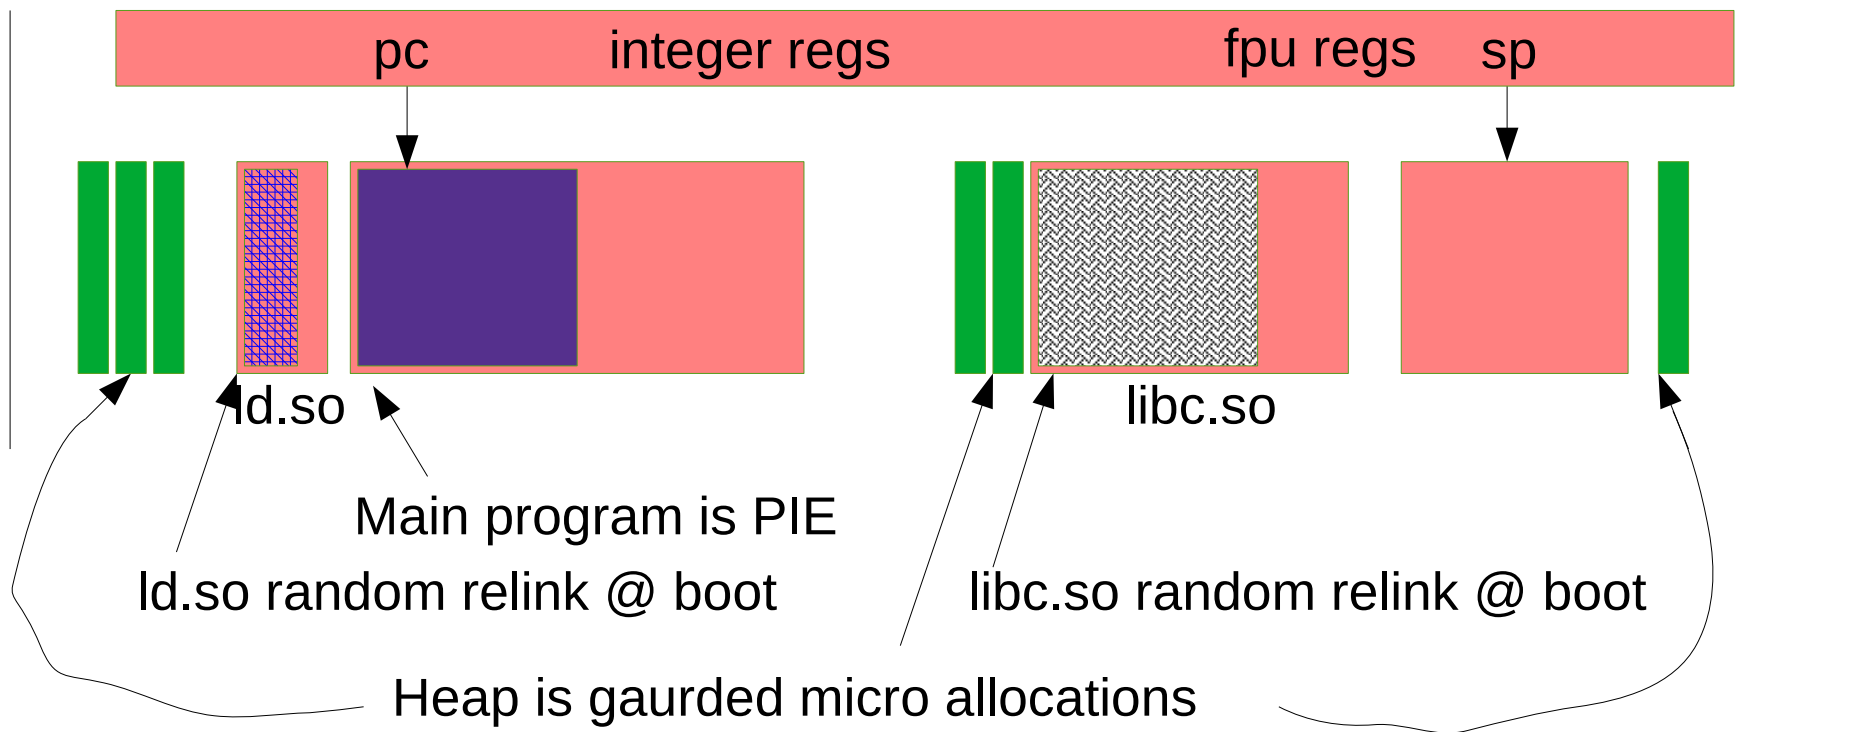 pc integer regs fpu regs sp
ld.so libc.so
Main program is PIE
ld.so random relink @ boot libc.so random relink @ boot
Heap is gaurded micro allocations